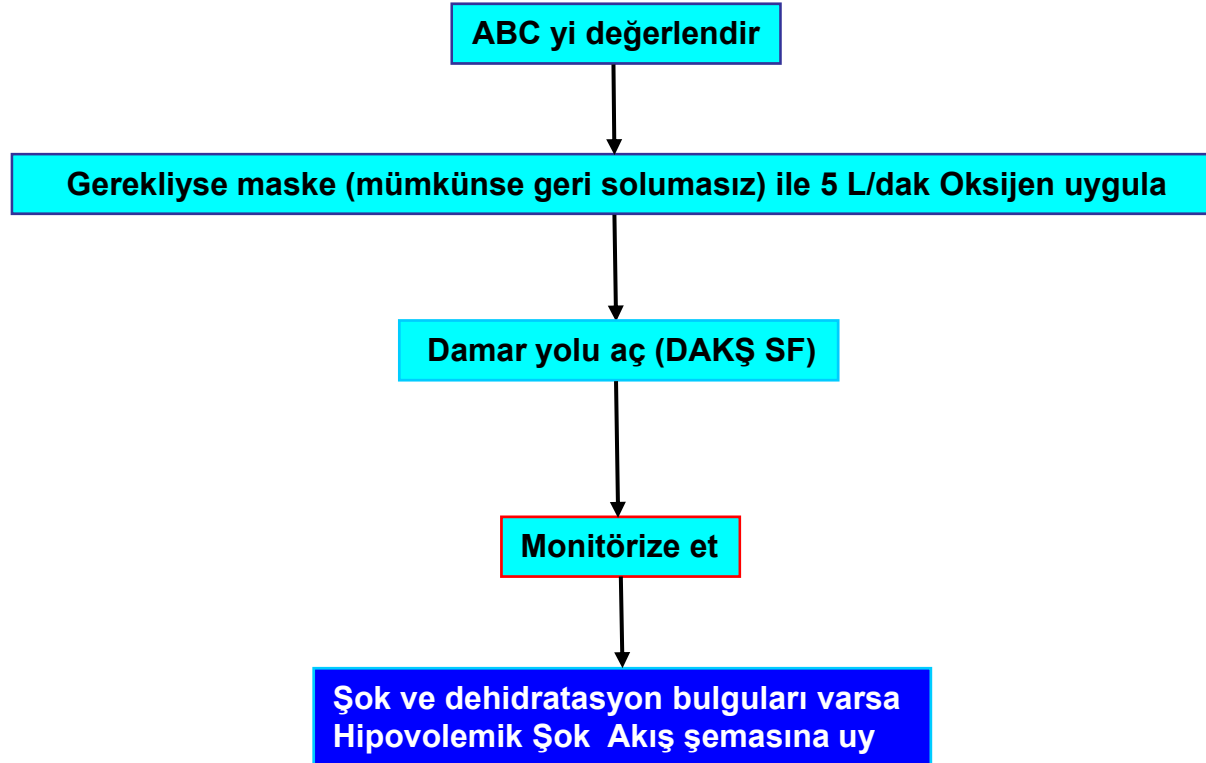 ABC yi değerlendir
Gerekliyse maske (mümkünse geri solumasız) ile 5 L/dak Oksijen uygula
Damar yolu aç (DAKŞ SF)
Monitörize et
Şok ve dehidratasyon bulguları varsa
Hipovolemik Şok Akış şemasına uy